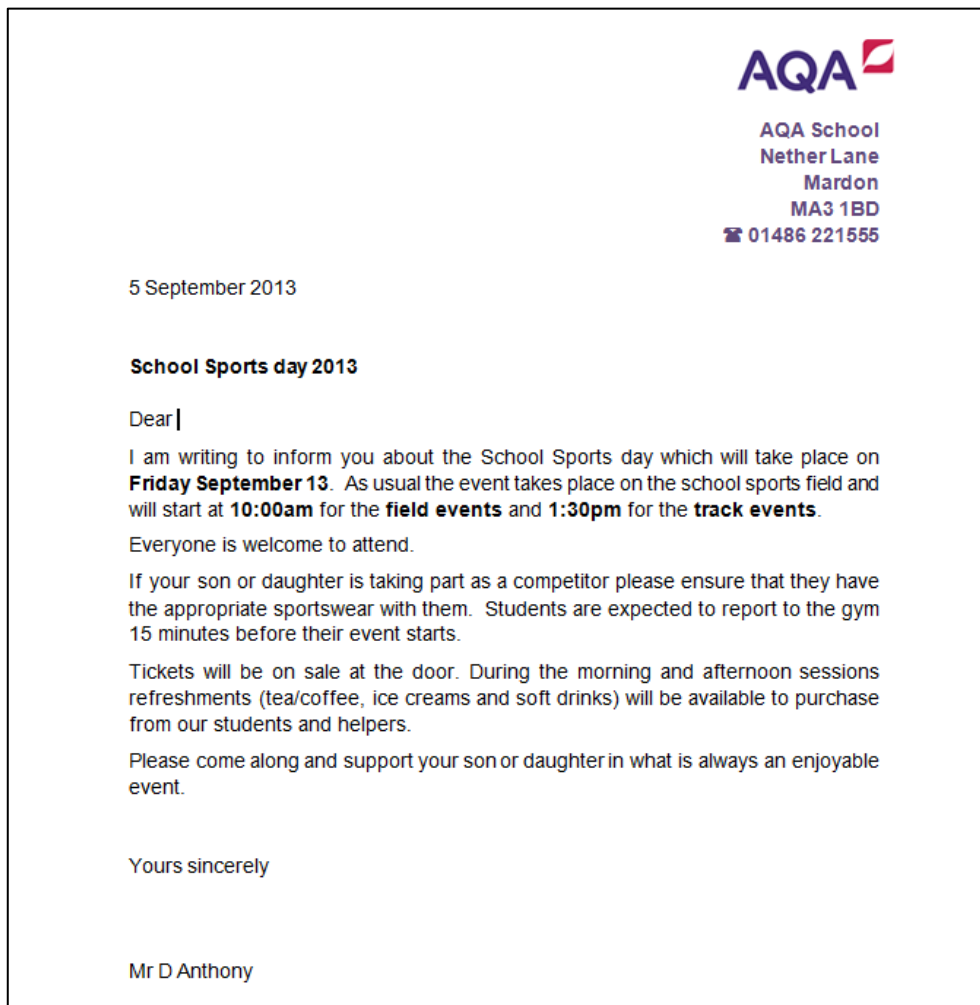 AQA
AQA School
Nether Lane
Mardon
MA3 1BD
☎ 01486 221555
5 September 2013
School Sports day 2013
Dear
I am writing to inform you about the School Sports day which will take place on
Friday September 13.  As usual the event takes place on the school sports field and
will start at 10:00am for the field events and 1:30pm for the track events.
Everyone is welcome to attend.
If your son or daughter is taking part as a competitor please ensure that they have
the appropriate sportswear with them.  Students are expected to report to the gym
15 minutes before their event starts.
Tickets will be on sale at the door. During the morning and afternoon sessions
refreshments (tea/coffee, ice creams and soft drinks) will be available to purchase
from our students and helpers.
Please come along and support your son or daughter in what is always an enjoyable
event.
Yours sincerely
Mr D Anthony